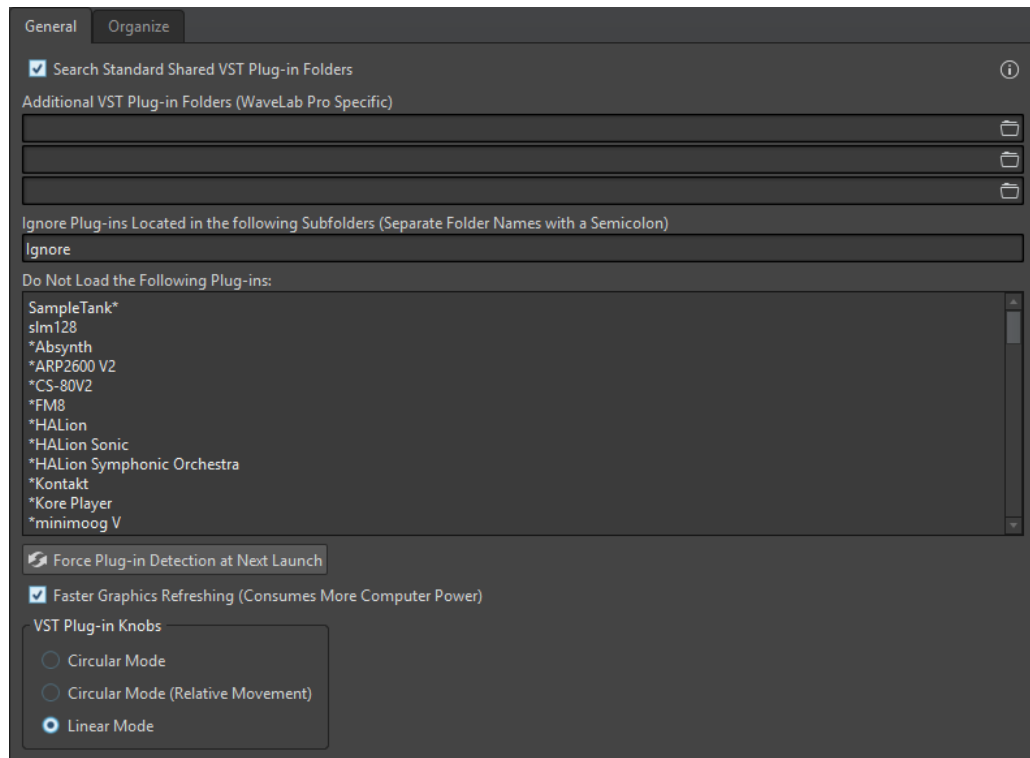 General
Organize
Search Standard Shared VST Plug-in Folders
Additional VST Plug-in Folders (WaveLab Pro Specific)
Ignore Plug-ins Located in the following Subfolders (Separate Folder Names with a Semicolon)
Ignore
Do Not Load the Following Plug-ins:
SampleTank*
slm128
*Absynth
*ARP2600 V2
*CS-80V2
*FM8
*HALion
*HALion Sonic
*HALion Symphonic Orchestra
*Kontakt
*Kore Player
*minimoog V
Force Plug-in Detection at Next Launch
Faster Graphics Refreshing (Consumes More Computer Power)
VST Plug-in Knobs
Circular Mode
Circular Mode (Relative Movement)
Linear Mode